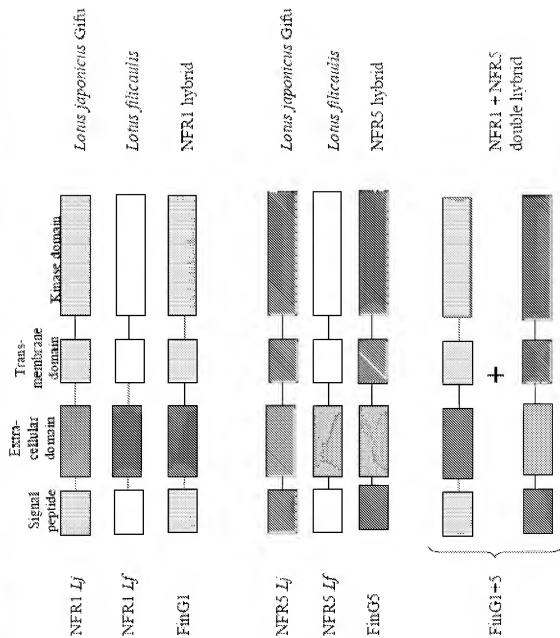 Signal
peptide
Extra-
cellular
domain
Trans-
membrane
domain
Kinase domain
NFR1 Lj
Lotus japonicus Gifu
NFR1 Lf
Lotus filicaulis
FinG1
NFR1 hybrid
NFR5 Lj
Lotus japonicus Gifu
NFR5 Lf
Lotus filicaulis
FinG5
NFR5 hybrid
FinG1+5
+
NFR1 + NFR5
double hybrid